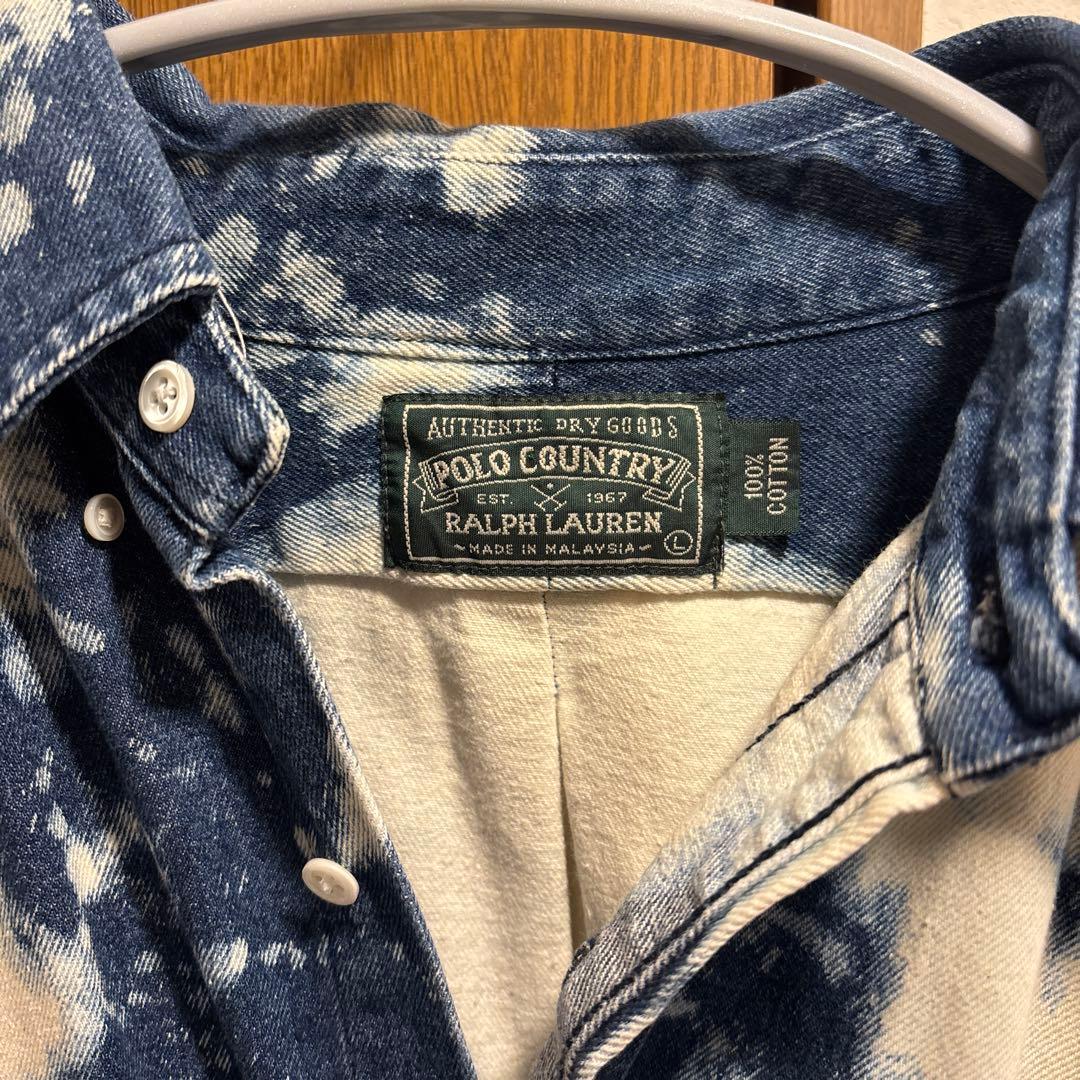 AUTHENTIC DRY GOODS
POLO COUNTRY
EST. 1967
RALPH LAUREN
MADE IN MALAYSIA
L
100%
COTTON